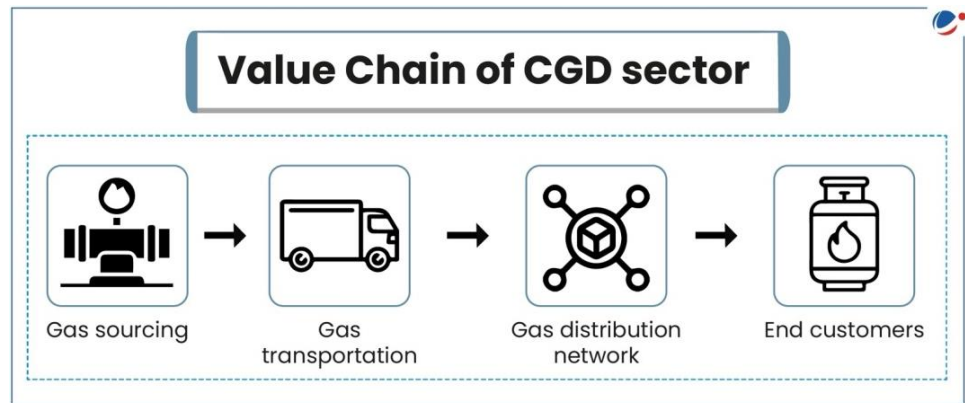 Value Chain of CGD sector
Gas sourcing
Gas
transportation
Gas distribution
network
End customers